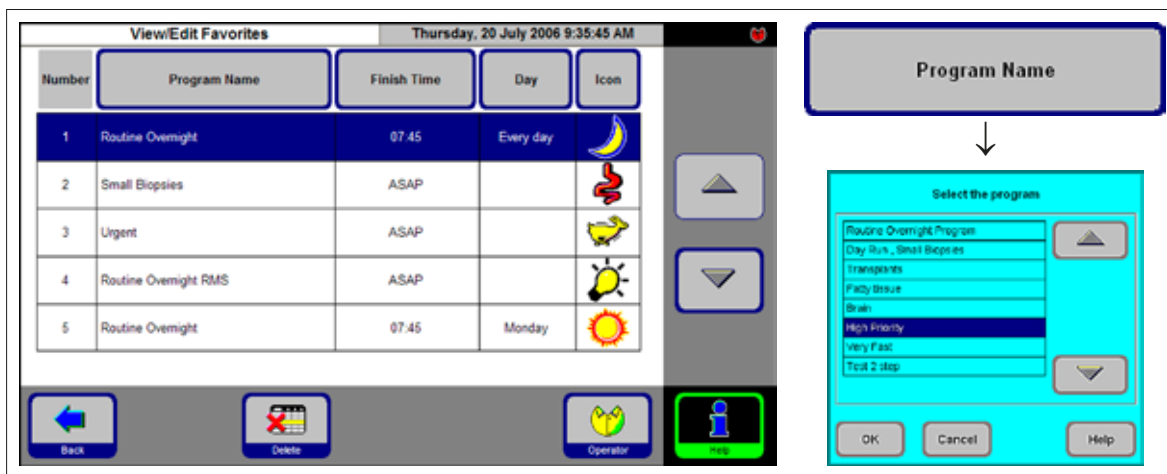 View/Edit Favorites Thursday, 20 July 2006 9:35:45 AM
Number Program Name Finish Time Day Icon
1 Routine Overnight 07:45 Every day
2 Small Biopsies ASAP
3 Urgent ASAP
4 Routine Overnight RMS ASAP
5 Routine Overnight 07:45 Monday
Back Delete Operator Help
Program Name
↓
Select the program
Routine Overnight Program
Day Run , Small Biopsies
Transplants
Fatty tissue
Brain
High Priority
Very Fast
Test 2 step
OK Cancel Help